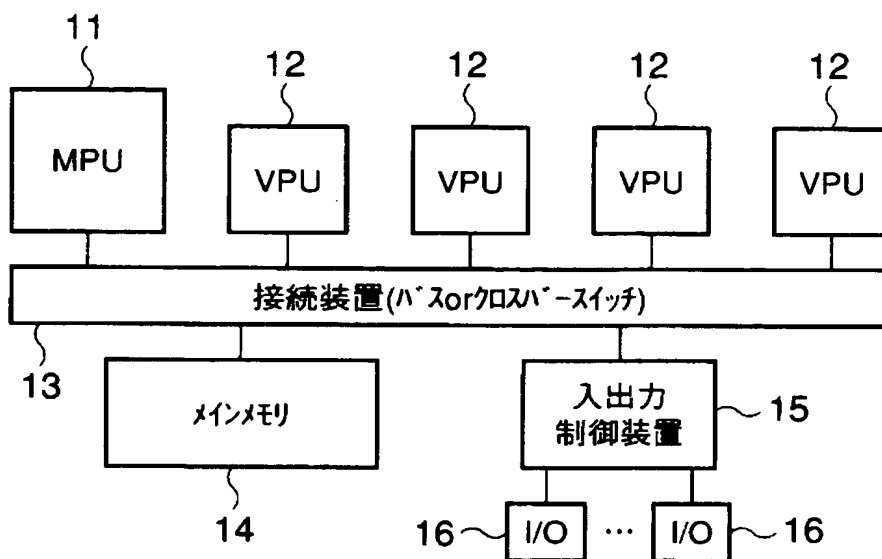 11
12
12
12
12
MPU
VPU
VPU
VPU
VPU
接続装置(バスorクロスバースイッチ)
13
メインメモリ
入出力
制御装置
15
14
16
I/O
…
I/O
16